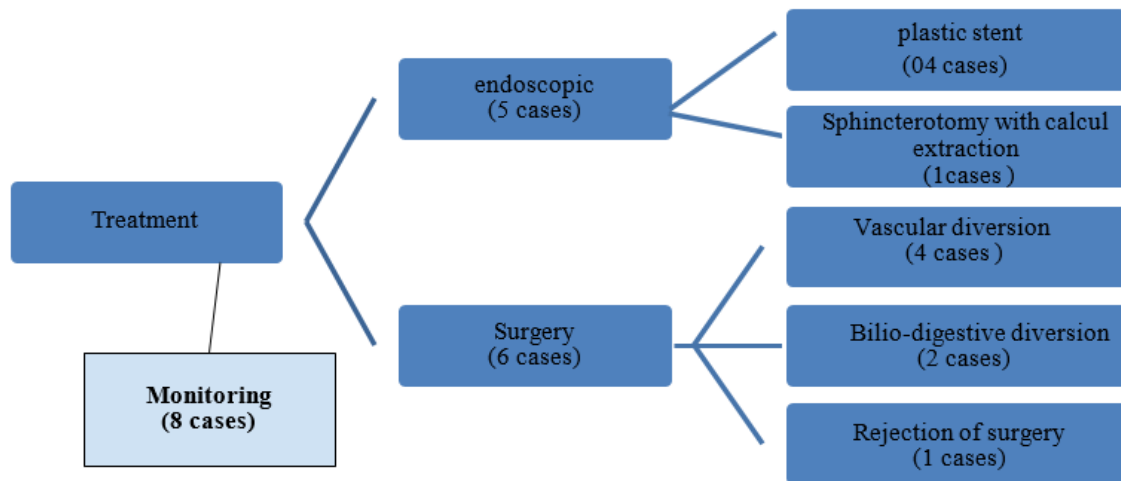 Treatment
Monitoring
(8 cases)
endoscopic
(5 cases)
plastic stent
(04 cases)
Sphincterotomy with calcul
extraction
(1cases )
Surgery
(6 cases)
Vascular diversion
(4 cases )
Bilio-digestive diversion
(2 cases)
Rejection of surgery
(1 cases)